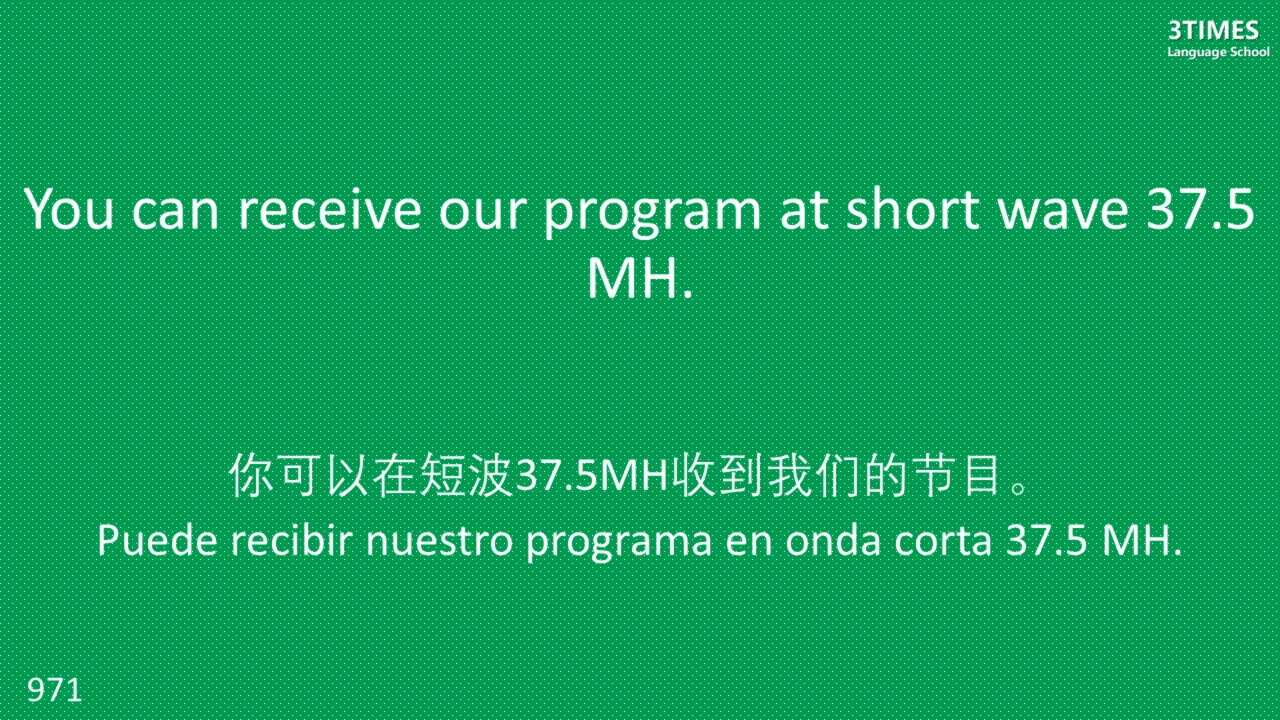 3TIMES
Language School
You can receive our program at short wave 37.5
MH.
你可以在短波37.5MH收到我们的节目。
Puede recibir nuestro programa en onda corta 37.5 MH.
971